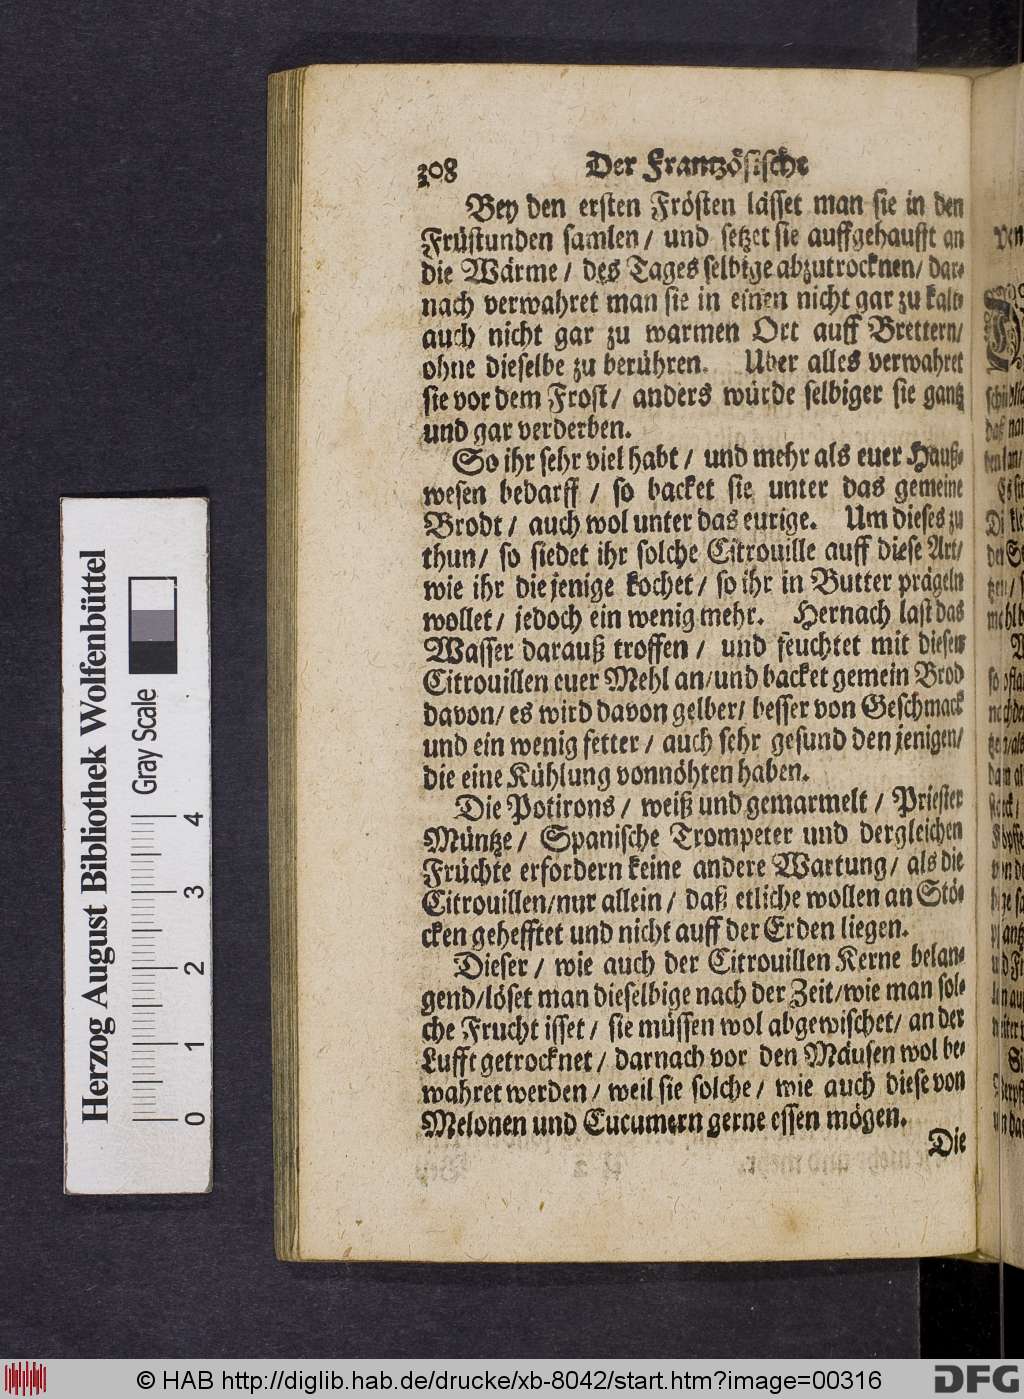 308 Der Frantzösische
Bey den ersten Frösten lässet man sie in den
Früstunden samlen / und setzet sie auffgehaufft an
die Wärme / des Tages selbige abzutrocknen / dar-
nach verwahret man sie in einen nicht gar zu kalt-
auch nicht gar zu warmen Ort auff Brettern /
ohne dieselbe zu berühren. Uber alles verwahret
sie vor dem Frost / anders würde selbiger sie gantz
und gar verderben.
So ihr sehr viel habt / und mehr als euer Hauß-
wesen bedarff / so backet sie unter das gemeine
Brodt / auch wol unter das eurige. Um dieses zu
thun / so siedet ihr solche Citrouille auff diese Art /
wie ihr die jenige kochet / so ihr in Butter prägeln
wollet / jedoch ein wenig mehr. Hernach last das
Wasser darauß troffen / und feuchtet mit diesen
Citrouillen euer Mehl an / und backet gemein Brod
davon / es wird davon gelber / besser von Geschmack
und ein wenig fetter / auch sehr gesund den jenigen /
die eine Kühlung vonnöhten haben.
Die Potirons / weiß und gemarmelt / Priester
Müntze / Spanische Trompeter und dergleichen
Früchte erfordern keine andere Wartung / als die
Citrouillen / nur allein / daß etliche wollen an Stö-
cken gehefftet und nicht auff der Erden liegen.
Dieser / wie auch der Citrouillen Kerne belan-
gend / löset man dieselbige nach der Zeit / wie man sol-
che Frucht isset / sie müssen wol abgewischet / an der
Lufft getrocknet / darnach vor den Mäusen wol be-
wahret werden / weil sie solche / wie auch diese von
Melonen und Cucumern gerne essen mögen.
Die
Herzog August Bibliothek Wolfenbüttel
Gray Scale
0 1 2 3 4
© HAB http://diglib.hab.de/drucke/xb-8042/start.htm?image=00316
DFG